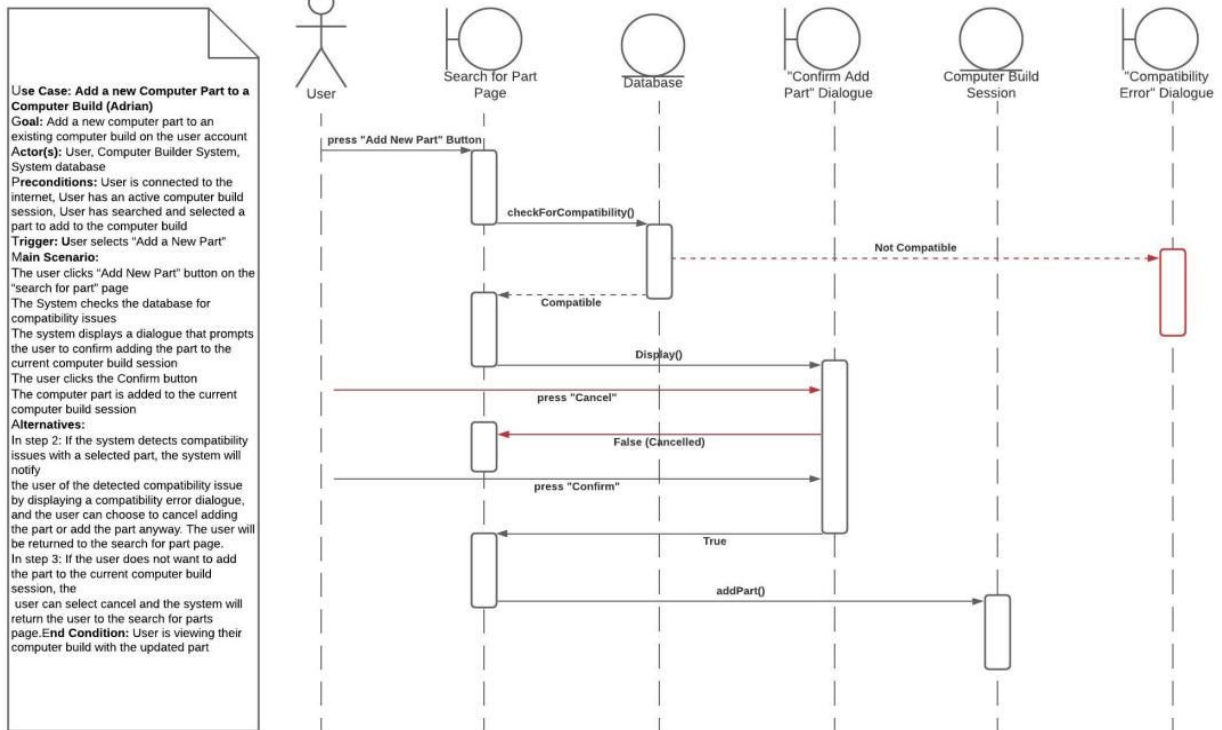 Use Case: Add a new Computer Part to a
Computer Build (Adrian)
Goal: Add a new computer part to an
existing computer build on the user account
Actor(s): User, Computer Builder System,
System database
Preconditions: User is connected to the
internet, User has an active computer build
session, User has searched and selected a
part to add to the computer build
Trigger: User selects "Add a New Part"
Main Scenario:
The user clicks "Add New Part" button on the
"search for part" page
The System checks the database for
compatibility issues
The system displays a dialogue that prompts
the user to confirm adding the part to the
current computer build session
The user clicks the Confirm button
The computer part is added to the current
computer build session
Alternatives:
In step 2: If the system detects compatibility
issues with a selected part, the system will
notify
the user of the detected compatibility issue
by displaying a compatibility error dialogue,
and the user can choose to cancel adding
the part or add the part anyway. The user will
be returned to the search for part page.
In step 3: If the user does not want to add
the part to the current computer build
session, the
user can select cancel and the system will
return the user to the search for parts
page.End Condition: User is viewing their
computer build with the updated part
User
Search for Part
Page
Database
"Confirm Add
Part" Dialogue
Computer Build
Session
"Compatibility
Error" Dialogue
press "Add New Part" Button
checkForCompatibility()
Not Compatible
Compatible
Display()
press "Cancel"
False (Cancelled)
press "Confirm"
True
addPart()